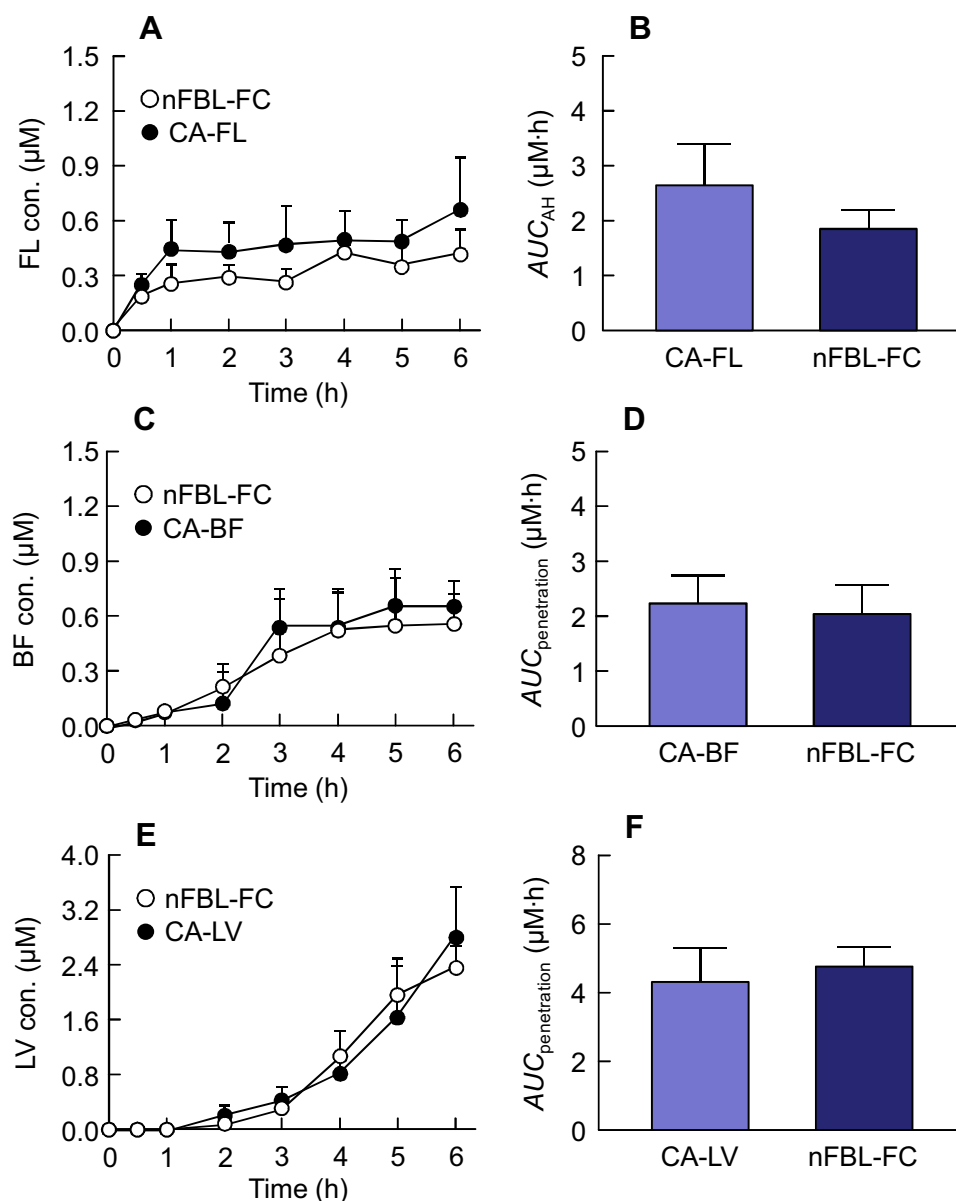 A
FL con. (µM)
1.5
1.2
0.9
0.6
0.3
0.0
nFBL-FC
CA-FL
0 1 2 3 4 5 6
Time (h)
B
AUC_AH (µM·h)
5
4
3
2
1
0
CA-FL nFBL-FC
C
BF con. (µM)
1.5
1.2
0.9
0.6
0.3
0.0
nFBL-FC
CA-BF
0 1 2 3 4 5 6
Time (h)
D
AUC_penetration (µM·h)
5
4
3
2
1
0
CA-BF nFBL-FC
E
LV con. (µM)
4.0
3.2
2.4
1.6
0.8
0.0
nFBL-FC
CA-LV
0 1 2 3 4 5 6
Time (h)
F
AUC_penetration (µM·h)
8
6
4
2
0
CA-LV nFBL-FC